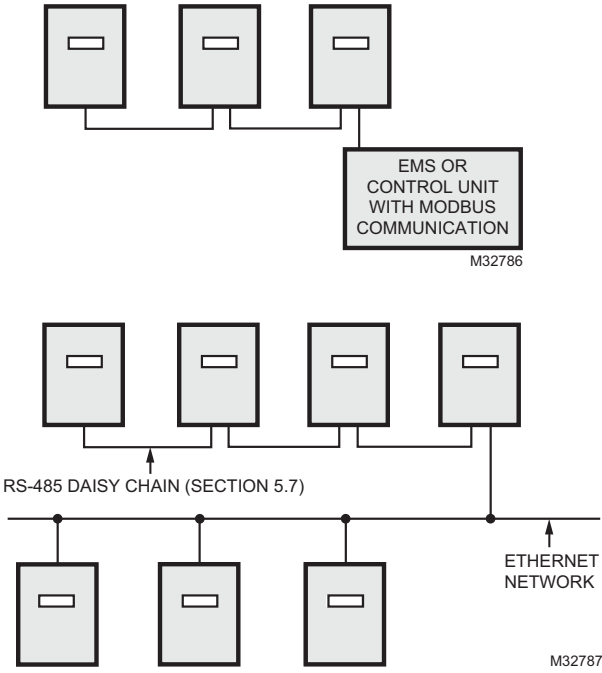 EMS OR
CONTROL UNIT
WITH MODBUS
COMMUNICATION
M32786
RS-485 DAISY CHAIN (SECTION 5.7)
ETHERNET
NETWORK
M32787